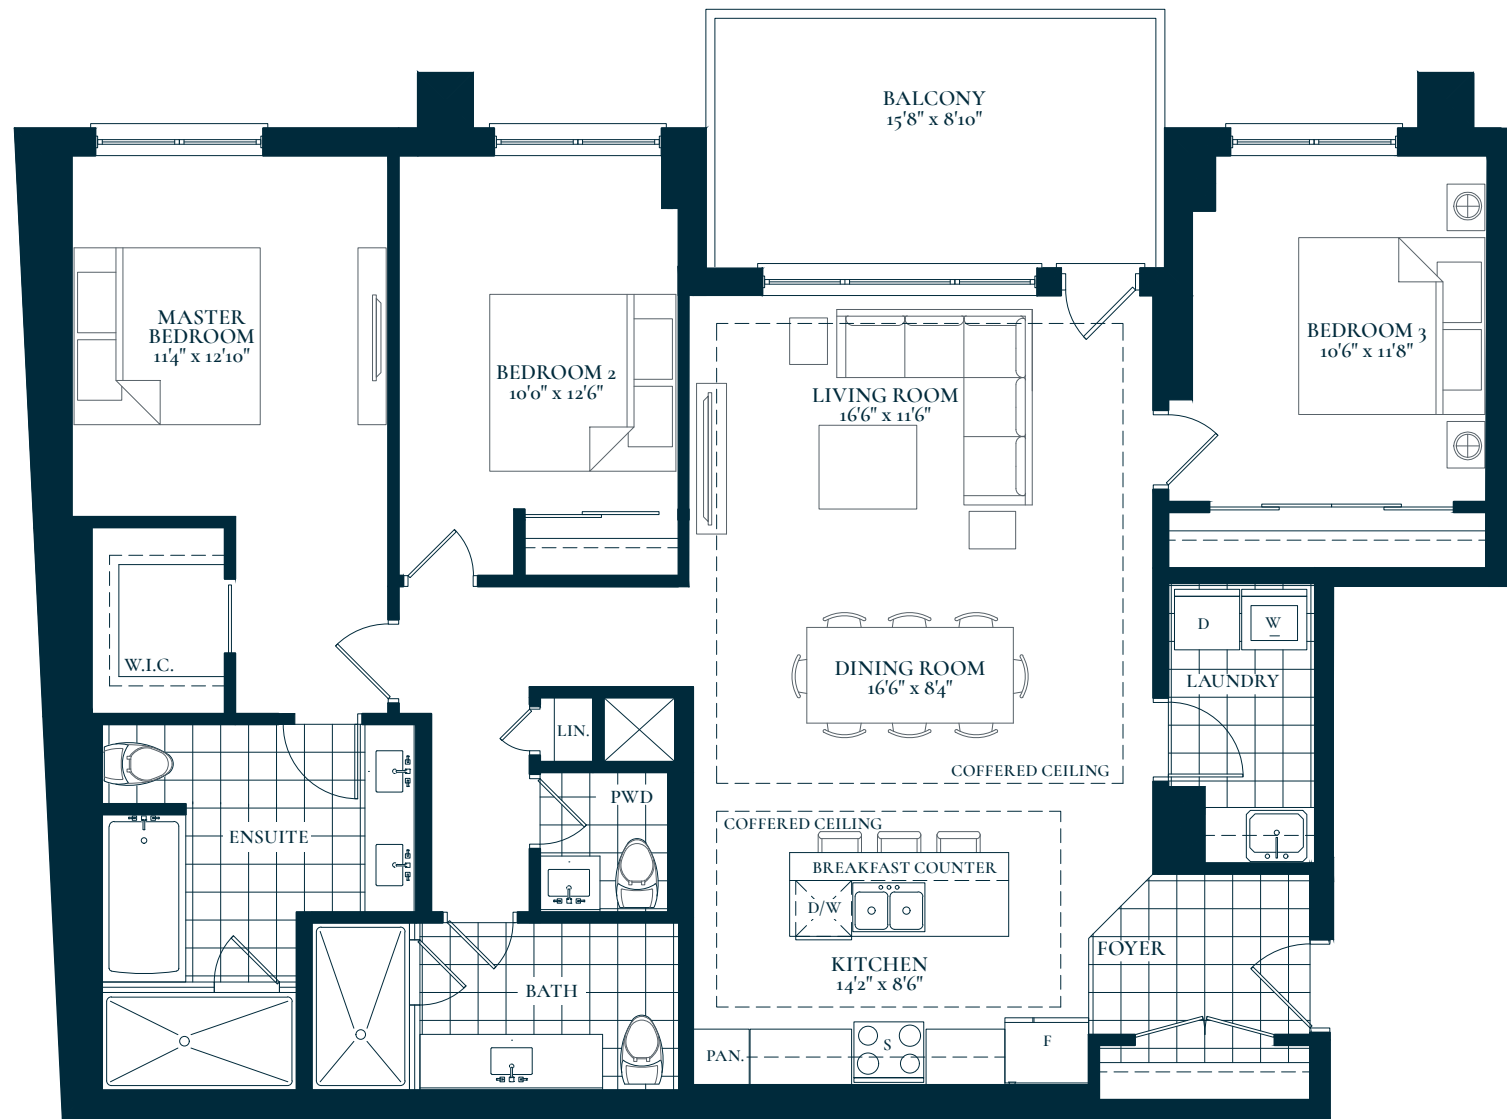 BALCONY
15'8" x 8'10"
MASTER
BEDROOM
11'4" x 12'10"
BEDROOM 2
10'0" x 12'6"
LIVING ROOM
16'6" x 11'6"
BEDROOM 3
10'6" x 11'8"
W.I.C.
DINING ROOM
16'6" x 8'4"
D
W
LAUNDRY
LIN.
COFFERED CEILING
PWD
ENSUITE
COFFERED CEILING
BREAKFAST COUNTER
D/W
KITCHEN
14'2" x 8'6"
FOYER
BATH
PAN.
S
F